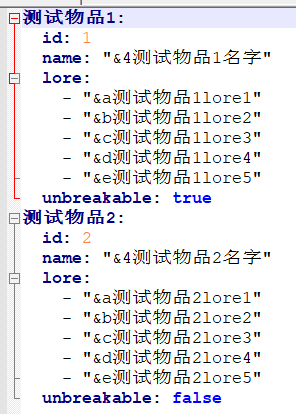 测试物品1:
  id: 1
  name: "&4测试物品1名字"
  lore:
    - "&a测试物品1lore1"
    - "&b测试物品1lore2"
    - "&c测试物品1lore3"
    - "&d测试物品1lore4"
    - "&e测试物品1lore5"
  unbreakable: true
测试物品2:
  id: 2
  name: "&4测试物品2名字"
  lore:
    - "&a测试物品2lore1"
    - "&b测试物品2lore2"
    - "&c测试物品2lore3"
    - "&d测试物品2lore4"
    - "&e测试物品2lore5"
  unbreakable: false